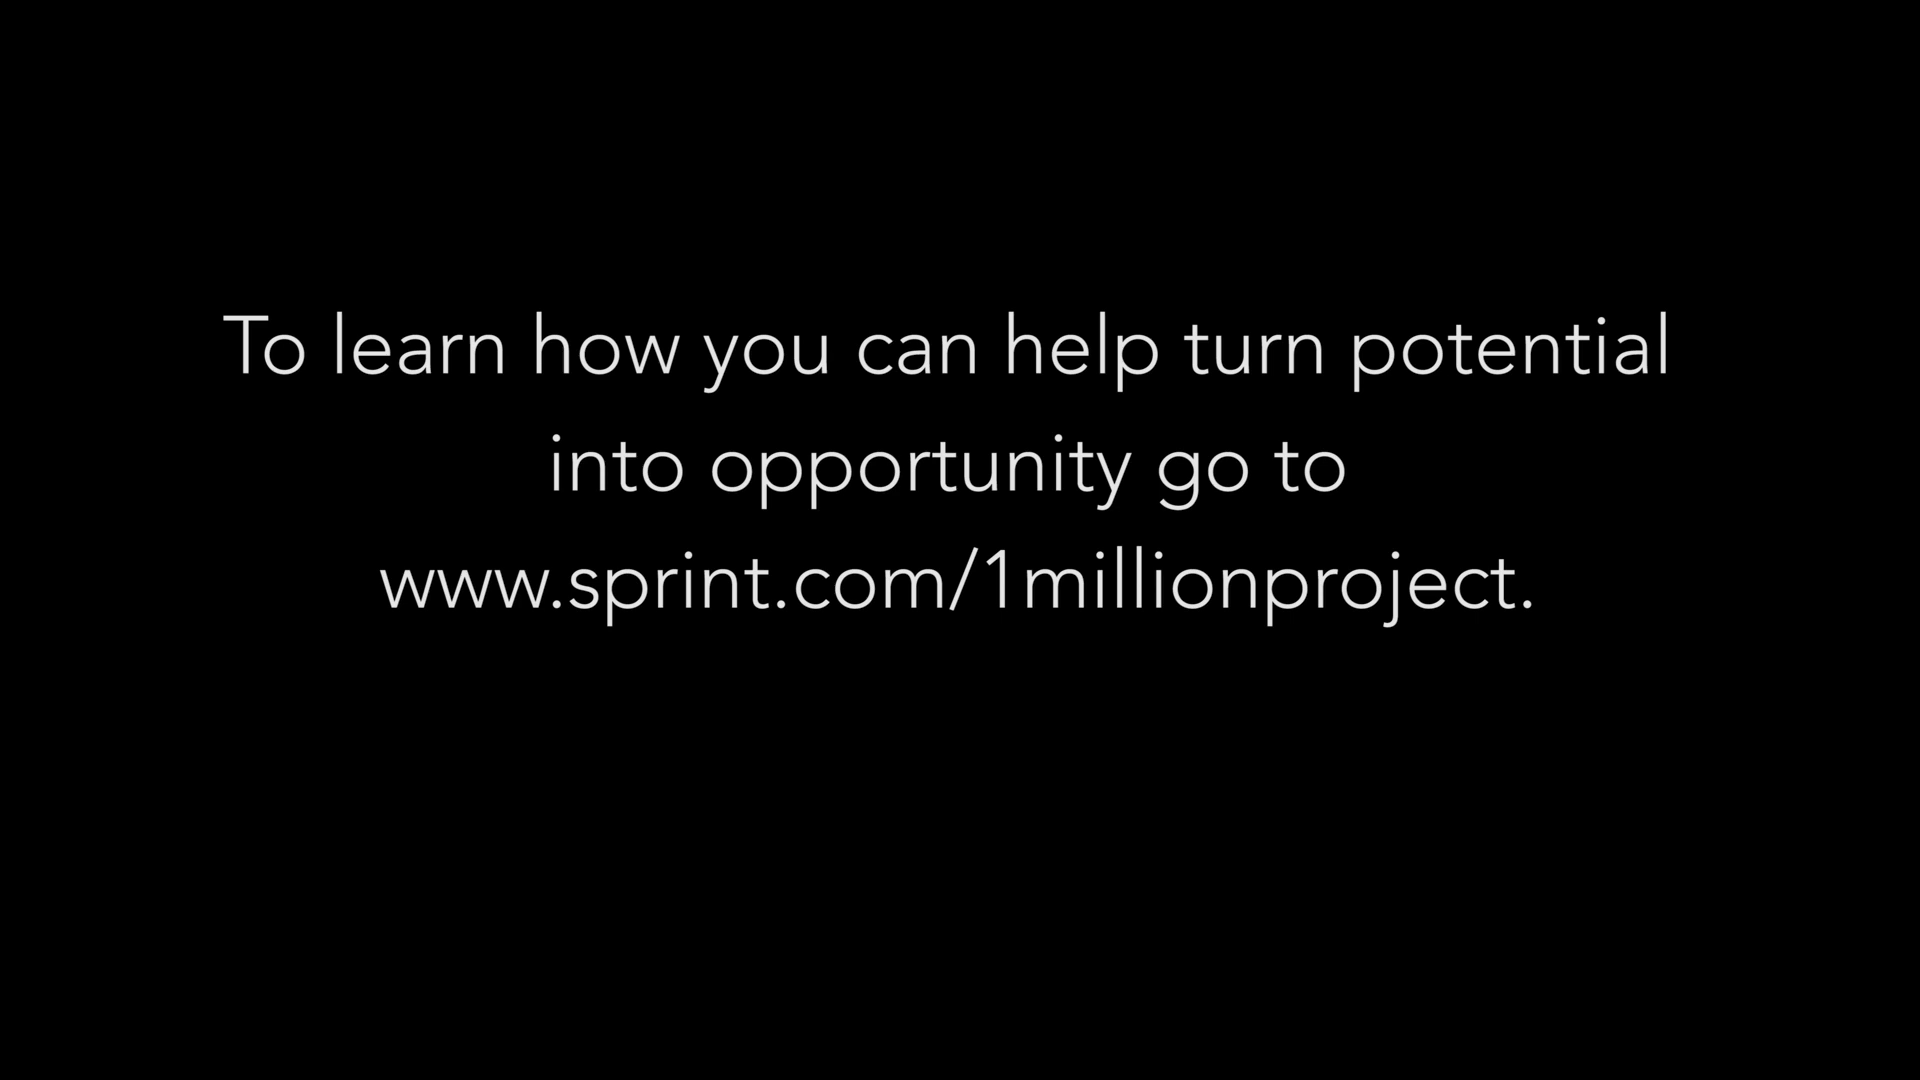 To learn how you can help turn potential
into opportunity go to
www.sprint.com/1millionproject.